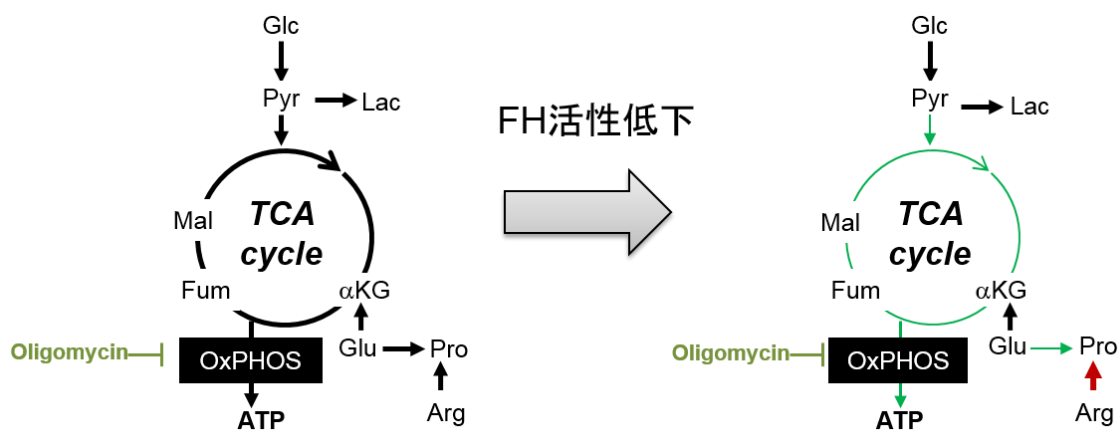 Glc
Pyr
Lac
Mal
TCA
cycle
Fum
αKG
Oligomycin
OxPHOS
Glu
Pro
ATP
Arg
FH活性低下
Glc
Pyr
Lac
Mal
TCA
cycle
Fum
αKG
Oligomycin
OxPHOS
Glu
Pro
ATP
Arg